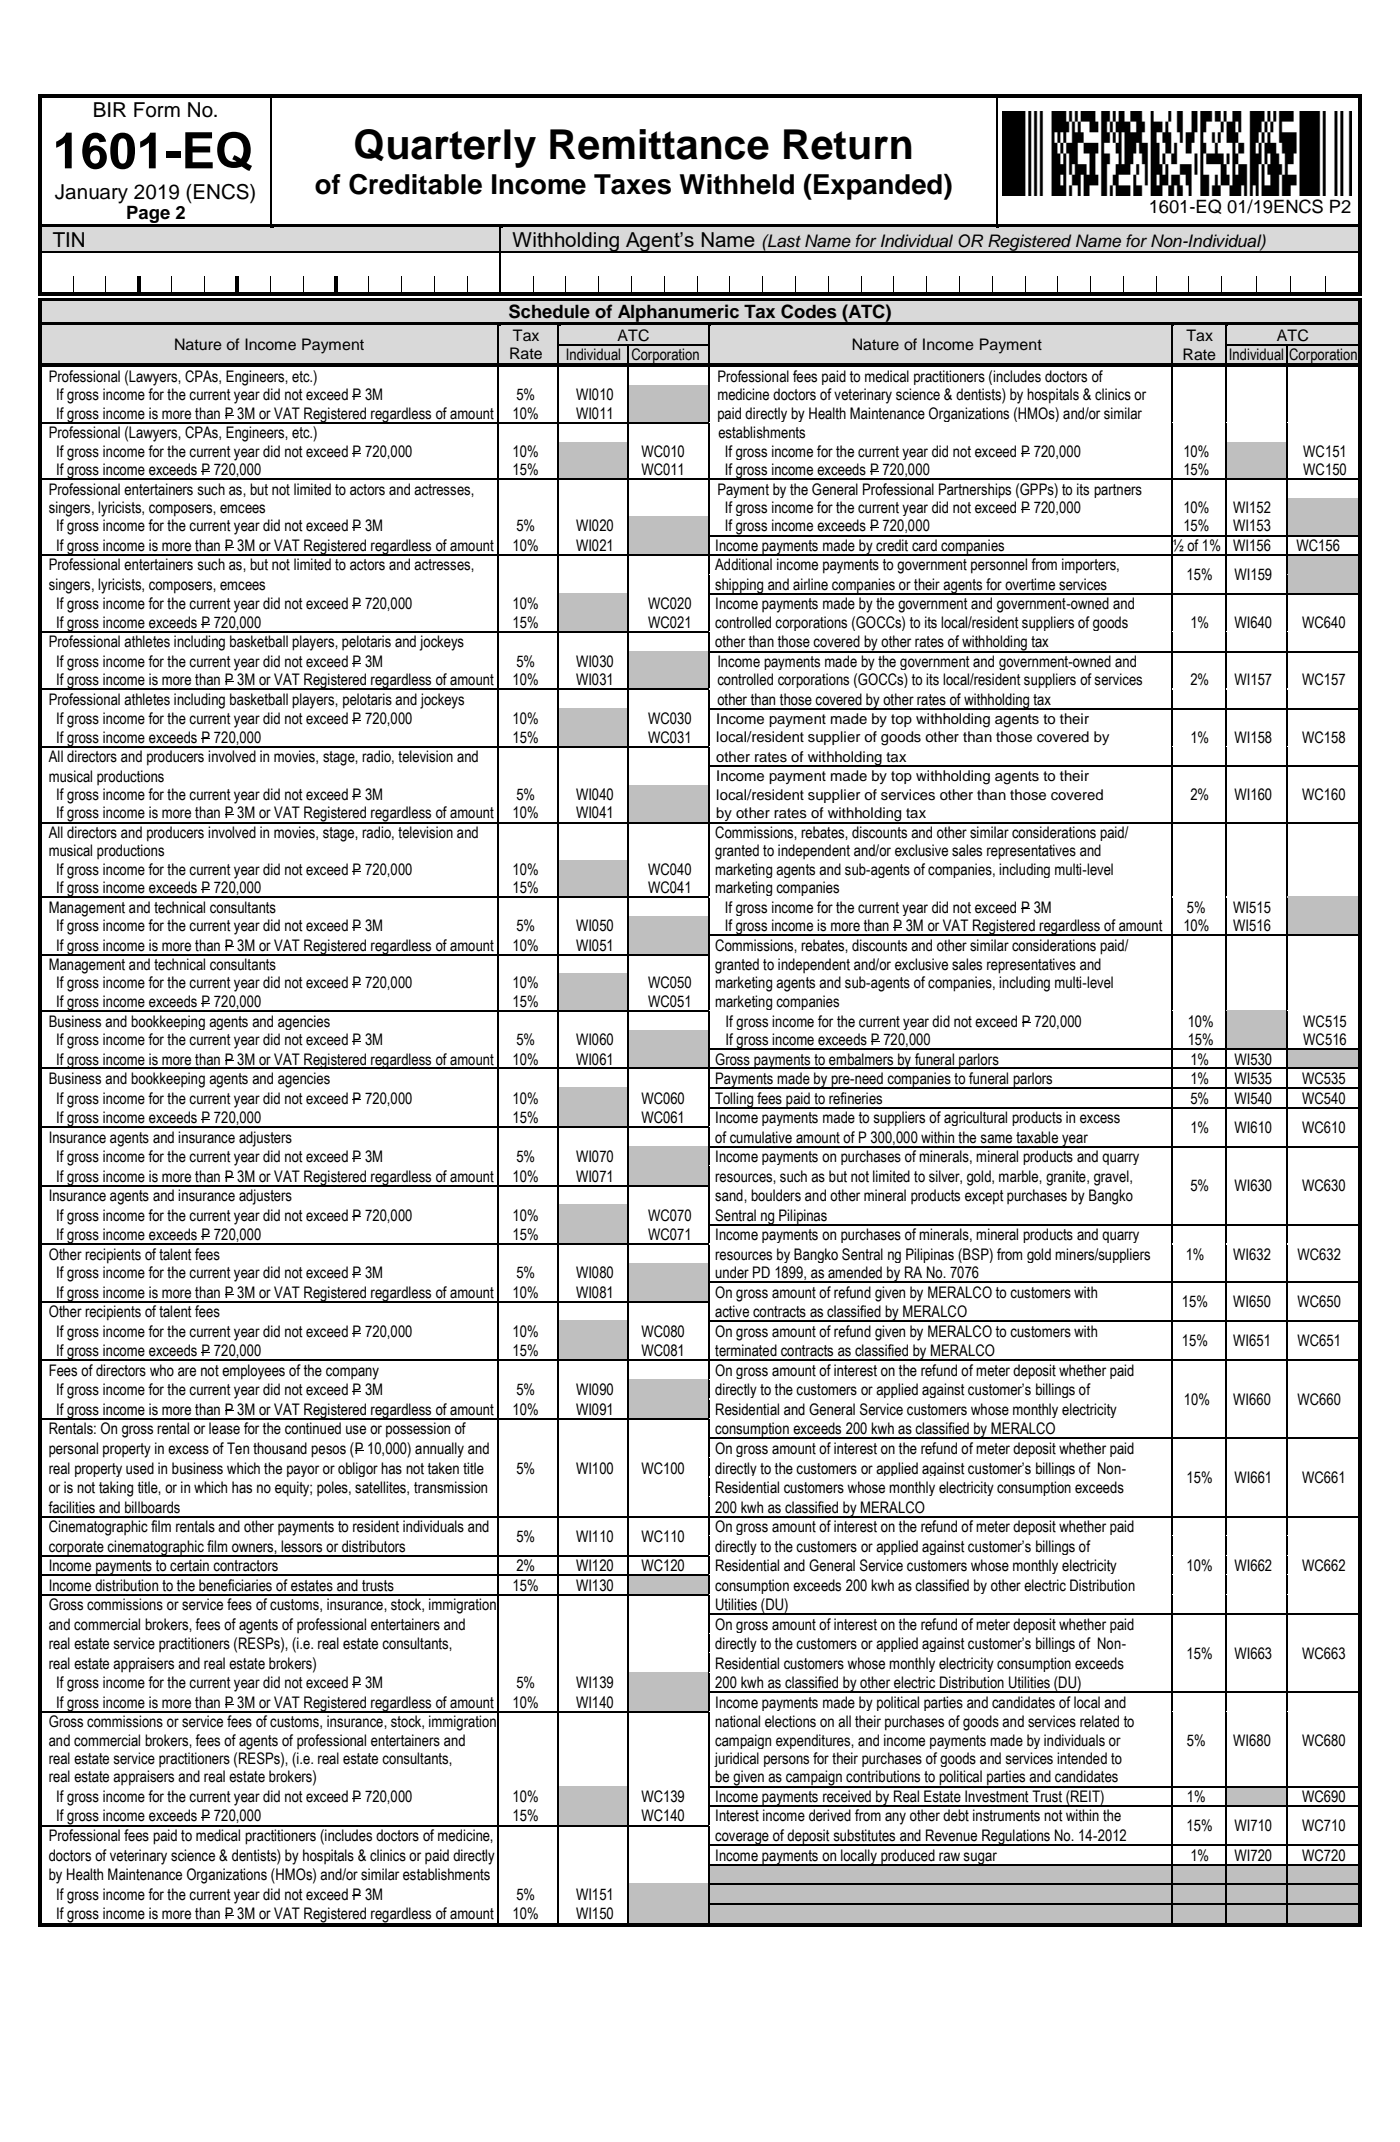 BIR Form No.
1601-EQ
January 2019 (ENCS)
Page 2
Quarterly Remittance Return
of Creditable Income Taxes Withheld (Expanded)
1601-EQ 01/19ENCS P2
TIN
Withholding Agent’s Name (Last Name for Individual OR Registered Name for Non-Individual)
Schedule of Alphanumeric Tax Codes (ATC)
Nature of Income Payment
Tax Rate
ATC
Individual Corporation
Professional (Lawyers, CPAs, Engineers, etc.)
If gross income for the current year did not exceed ₱ 3M 5% WI010
If gross income is more than ₱ 3M or VAT Registered regardless of amount 10% WI011
Professional (Lawyers, CPAs, Engineers, etc.)
If gross income for the current year did not exceed ₱ 720,000 10% WC010
If gross income exceeds ₱ 720,000 15% WC011
Professional entertainers such as, but not limited to actors and actresses,
singers, lyricists, composers, emcees
If gross income for the current year did not exceed ₱ 3M 5% WI020
If gross income is more than ₱ 3M or VAT Registered regardless of amount 10% WI021
Professional entertainers such as, but not limited to actors and actresses,
singers, lyricists, composers, emcees
If gross income for the current year did not exceed ₱ 720,000 10% WC020
If gross income exceeds ₱ 720,000 15% WC021
Professional athletes including basketball players, pelotaris and jockeys
If gross income for the current year did not exceed ₱ 3M 5% WI030
If gross income is more than ₱ 3M or VAT Registered regardless of amount 10% WI031
Professional athletes including basketball players, pelotaris and jockeys
If gross income for the current year did not exceed ₱ 720,000 10% WC030
If gross income exceeds ₱ 720,000 15% WC031
All directors and producers involved in movies, stage, radio, television and
musical productions
If gross income for the current year did not exceed ₱ 3M 5% WI040
If gross income is more than ₱ 3M or VAT Registered regardless of amount 10% WI041
All directors and producers involved in movies, stage, radio, television and
musical productions
If gross income for the current year did not exceed ₱ 720,000 10% WC040
If gross income exceeds ₱ 720,000 15% WC041
Management and technical consultants
If gross income for the current year did not exceed ₱ 3M 5% WI050
If gross income is more than ₱ 3M or VAT Registered regardless of amount 10% WI051
Management and technical consultants
If gross income for the current year did not exceed ₱ 720,000 10% WC050
If gross income exceeds ₱ 720,000 15% WC051
Business and bookkeeping agents and agencies
If gross income for the current year did not exceed ₱ 3M 5% WI060
If gross income is more than ₱ 3M or VAT Registered regardless of amount 10% WI061
Business and bookkeeping agents and agencies
If gross income for the current year did not exceed ₱ 720,000 10% WC060
If gross income exceeds ₱ 720,000 15% WC061
Insurance agents and insurance adjusters
If gross income for the current year did not exceed ₱ 3M 5% WI070
If gross income is more than ₱ 3M or VAT Registered regardless of amount 10% WI071
Insurance agents and insurance adjusters
If gross income for the current year did not exceed ₱ 720,000 10% WC070
If gross income exceeds ₱ 720,000 15% WC071
Other recipients of talent fees
If gross income for the current year did not exceed ₱ 3M 5% WI080
If gross income is more than ₱ 3M or VAT Registered regardless of amount 10% WI081
Other recipients of talent fees
If gross income for the current year did not exceed ₱ 720,000 10% WC080
If gross income exceeds ₱ 720,000 15% WC081
Fees of directors who are not employees of the company
If gross income for the current year did not exceed ₱ 3M 5% WI090
If gross income is more than ₱ 3M or VAT Registered regardless of amount 10% WI091
Rentals: On gross rental or lease for the continued use or possession of
personal property in excess of Ten thousand pesos (₱ 10,000) annually and
real property used in business which the payor or obligor has not taken title 5% WI100 WC100
or is not taking title, or in which has no equity; poles, satellites, transmission
facilities and billboards
Cinematographic film rentals and other payments to resident individuals and
corporate cinematographic film owners, lessors or distributors 5% WI110 WC110
Income payments to certain contractors 2% WI120 WC120
Income distribution to the beneficiaries of estates and trusts 15% WI130
Gross commissions or service fees of customs, insurance, stock, immigration
and commercial brokers, fees of agents of professional entertainers and
real estate service practitioners (RESPs), (i.e. real estate consultants,
real estate appraisers and real estate brokers)
If gross income for the current year did not exceed ₱ 3M 5% WI139
If gross income is more than ₱ 3M or VAT Registered regardless of amount 10% WI140
Gross commissions or service fees of customs, insurance, stock, immigration
and commercial brokers, fees of agents of professional entertainers and
real estate service practitioners (RESPs), (i.e. real estate consultants,
real estate appraisers and real estate brokers)
If gross income for the current year did not exceed ₱ 720,000 10% WC139
If gross income exceeds ₱ 720,000 15% WC140
Professional fees paid to medical practitioners (includes doctors of medicine,
doctors of veterinary science & dentists) by hospitals & clinics or paid directly
by Health Maintenance Organizations (HMOs) and/or similar establishments
If gross income for the current year did not exceed ₱ 3M 5% WI151
If gross income is more than ₱ 3M or VAT Registered regardless of amount 10% WI150
Nature of Income Payment
Tax Rate
ATC
Individual Corporation
Professional fees paid to medical practitioners (includes doctors of
medicine doctors of veterinary science & dentists) by hospitals & clinics or
paid directly by Health Maintenance Organizations (HMOs) and/or similar
establishments
If gross income for the current year did not exceed ₱ 720,000 10% WC151
If gross income exceeds ₱ 720,000 15% WC150
Payment by the General Professional Partnerships (GPPs) to its partners
If gross income for the current year did not exceed ₱ 720,000 10% WI152
If gross income exceeds ₱ 720,000 15% WI153
Income payments made by credit card companies ½ of 1% WI156 WC156
Additional income payments to government personnel from importers,
shipping and airline companies or their agents for overtime services 15% WI159
Income payments made by the government and government-owned and
controlled corporations (GOCCs) to its local/resident suppliers of goods 1% WI640 WC640
other than those covered by other rates of withholding tax
Income payments made by the government and government-owned and
controlled corporations (GOCCs) to its local/resident suppliers of services 2% WI157 WC157
other than those covered by other rates of withholding tax
Income payment made by top withholding agents to their
local/resident supplier of goods other than those covered by 1% WI158 WC158
other rates of withholding tax
Income payment made by top withholding agents to their
local/resident supplier of services other than those covered 2% WI160 WC160
by other rates of withholding tax
Commissions, rebates, discounts and other similar considerations paid/
granted to independent and/or exclusive sales representatives and
marketing agents and sub-agents of companies, including multi-level
marketing companies
If gross income for the current year did not exceed ₱ 3M 5% WI515
If gross income is more than ₱ 3M or VAT Registered regardless of amount 10% WI516
Commissions, rebates, discounts and other similar considerations paid/
granted to independent and/or exclusive sales representatives and
marketing agents and sub-agents of companies, including multi-level
marketing companies
If gross income for the current year did not exceed ₱ 720,000 10% WC515
If gross income exceeds ₱ 720,000 15% WC516
Gross payments to embalmers by funeral parlors 1% WI530
Payments made by pre-need companies to funeral parlors 1% WI535 WC535
Tolling fees paid to refineries 5% WI540 WC540
Income payments made to suppliers of agricultural products in excess
of cumulative amount of P 300,000 within the same taxable year 1% WI610 WC610
Income payments on purchases of minerals, mineral products and quarry
resources, such as but not limited to silver, gold, marble, granite, gravel,
sand, boulders and other mineral products except purchases by Bangko 5% WI630 WC630
Sentral ng Pilipinas
Income payments on purchases of minerals, mineral products and quarry
resources by Bangko Sentral ng Pilipinas (BSP) from gold miners/suppliers 1% WI632 WC632
under PD 1899, as amended by RA No. 7076
On gross amount of refund given by MERALCO to customers with
active contracts as classified by MERALCO 15% WI650 WC650
On gross amount of refund given by MERALCO to customers with
terminated contracts as classified by MERALCO 15% WI651 WC651
On gross amount of interest on the refund of meter deposit whether paid
directly to the customers or applied against customer’s billings of
Residential and General Service customers whose monthly electricity 10% WI660 WC660
consumption exceeds 200 kwh as classified by MERALCO
On gross amount of interest on the refund of meter deposit whether paid
directly to the customers or applied against customer’s billings of Non-
Residential customers whose monthly electricity consumption exceeds 15% WI661 WC661
200 kwh as classified by MERALCO
On gross amount of interest on the refund of meter deposit whether paid
directly to the customers or applied against customer’s billings of
Residential and General Service customers whose monthly electricity 10% WI662 WC662
consumption exceeds 200 kwh as classified by other electric Distribution
Utilities (DU)
On gross amount of interest on the refund of meter deposit whether paid
directly to the customers or applied against customer’s billings of Non-
Residential customers whose monthly electricity consumption exceeds 15% WI663 WC663
200 kwh as classified by other electric Distribution Utilities (DU)
Income payments made by political parties and candidates of local and
national elections on all their purchases of goods and services related to
campaign expenditures, and income payments made by individuals or 5% WI680 WC680
juridical persons for their purchases of goods and services intended to
be given as campaign contributions to political parties and candidates
Income payments received by Real Estate Investment Trust (REIT) 1% WC690
Interest income derived from any other debt instruments not within the
coverage of deposit substitutes and Revenue Regulations No. 14-2012 15% WI710 WC710
Income payments on locally produced raw sugar 1% WI720 WC720